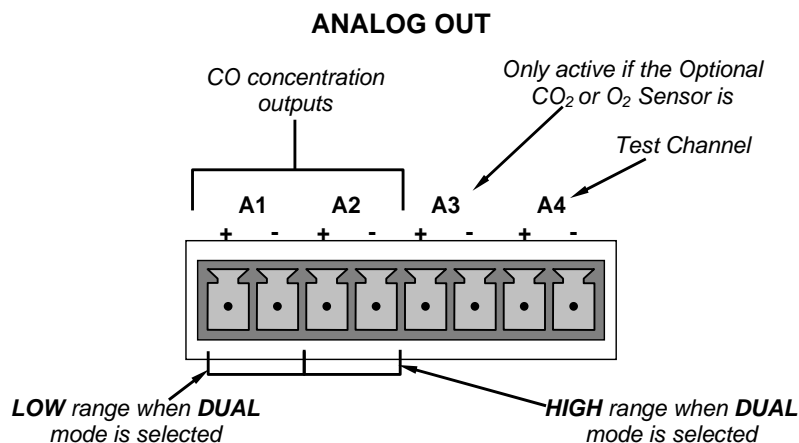 ANALOG OUT
CO concentration
outputs
Only active if the Optional
CO₂ or O₂ Sensor is
Test Channel
A1 A2 A3 A4
+ - + - + - + -
LOW range when DUAL
mode is selected
HIGH range when DUAL
mode is selected